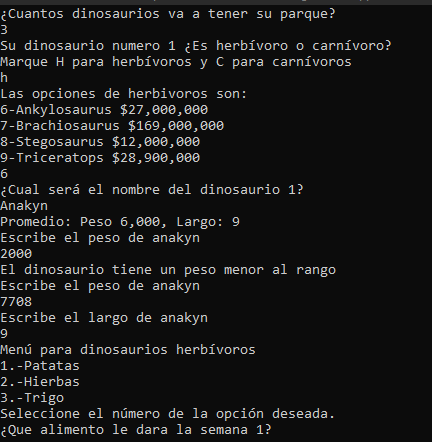 ¿Cuantos dinosaurios va a tener su parque?
3
Su dinosaurio numero 1 ¿Es herbívoro o carnívoro?
Marque H para herbívoros y C para carnívoros
h
Las opciones de herbivoros son:
6-Ankylosaurus $27,000,000
7-Brachiosaurus $169,000,000
8-Stegosaurus $12,000,000
9-Triceratops $28,900,000
6
¿Cual será el nombre del dinosaurio 1?
Anakyn
Promedio: Peso 6,000, Largo: 9
Escribe el peso de anakyn
2000
El dinosaurio tiene un peso menor al rango
Escribe el peso de anakyn
7708
Escribe el largo de anakyn
9
Menú para dinosaurios herbívoros
1.-Patatas
2.-Hierbas
3.-Trigo
Seleccione el número de la opción deseada.
¿Que alimento le dara la semana 1?